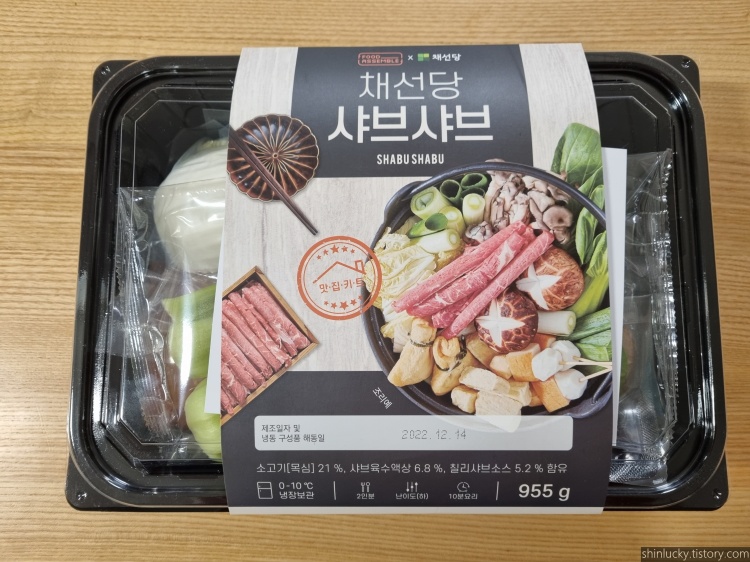 FOOD ASSEMBLE x 채선당
채선당
샤브샤브
SHABU SHABU
맛·집·키·트
조리예
제조일자 및
냉동 구성품 해동일
2022.12.14
소고기[목심] 21 %, 샤브육수액상 6.8 %, 칠리샤브소스 5.2 % 함유
0-10℃
냉장보관
2인분
난이도(하)
10분요리
955 g
shinlucky.tistory.com